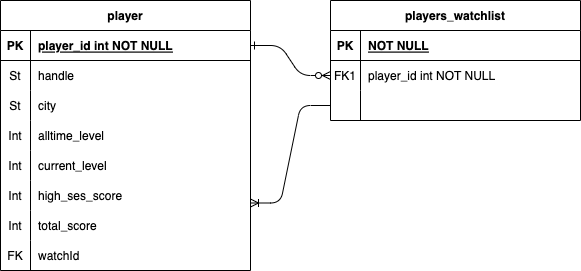 player
PK player_id int NOT NULL
St handle
St city
Int alltime_level
Int current_level
Int high_ses_score
Int total_score
FK watchId
players_watchlist
PK NOT NULL
FK1 player_id int NOT NULL